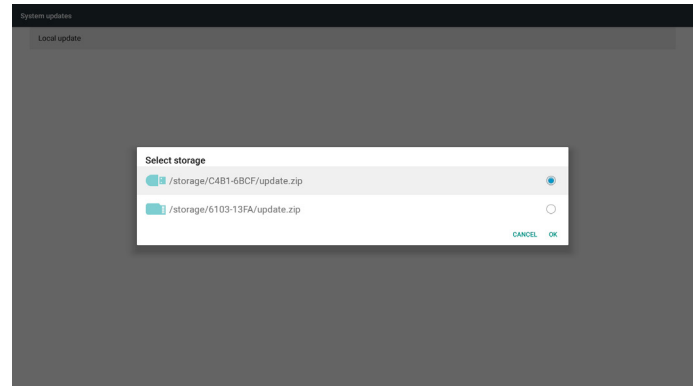 System updates
Local update
Select storage
/storage/C4B1-6BCF/update.zip
/storage/6103-13FA/update.zip
CANCEL OK